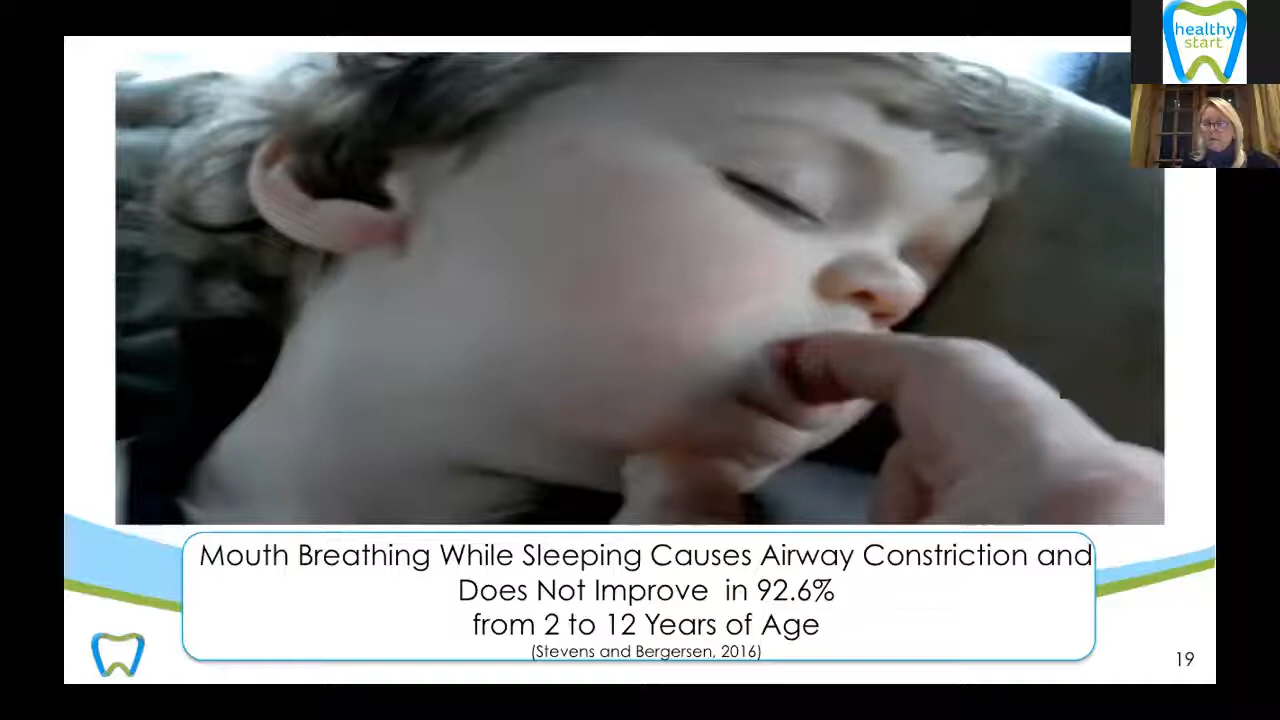 healthy
start
Mouth Breathing While Sleeping Causes Airway Constriction and
Does Not Improve in 92.6%
from 2 to 12 Years of Age
(Stevens and Bergersen, 2016)
19